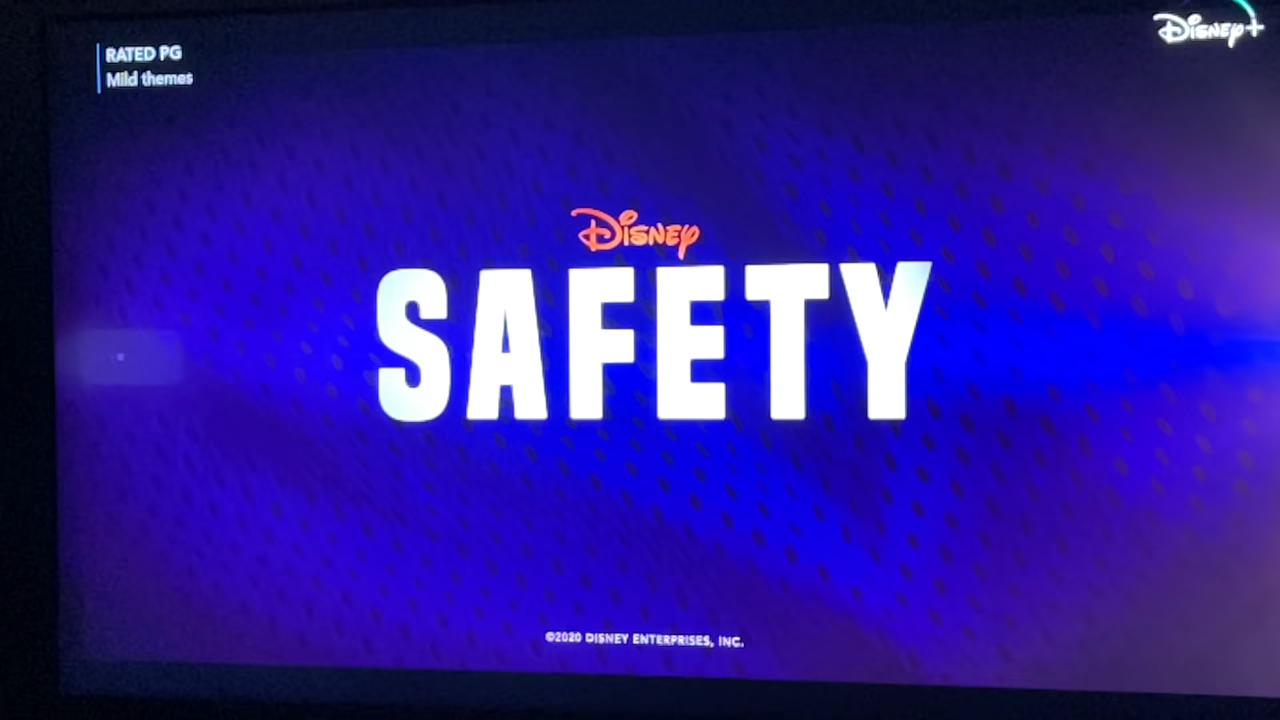 RATED PG
Mild themes
Disney+
Disney
SAFETY
©2020 DISNEY ENTERPRISES, INC.